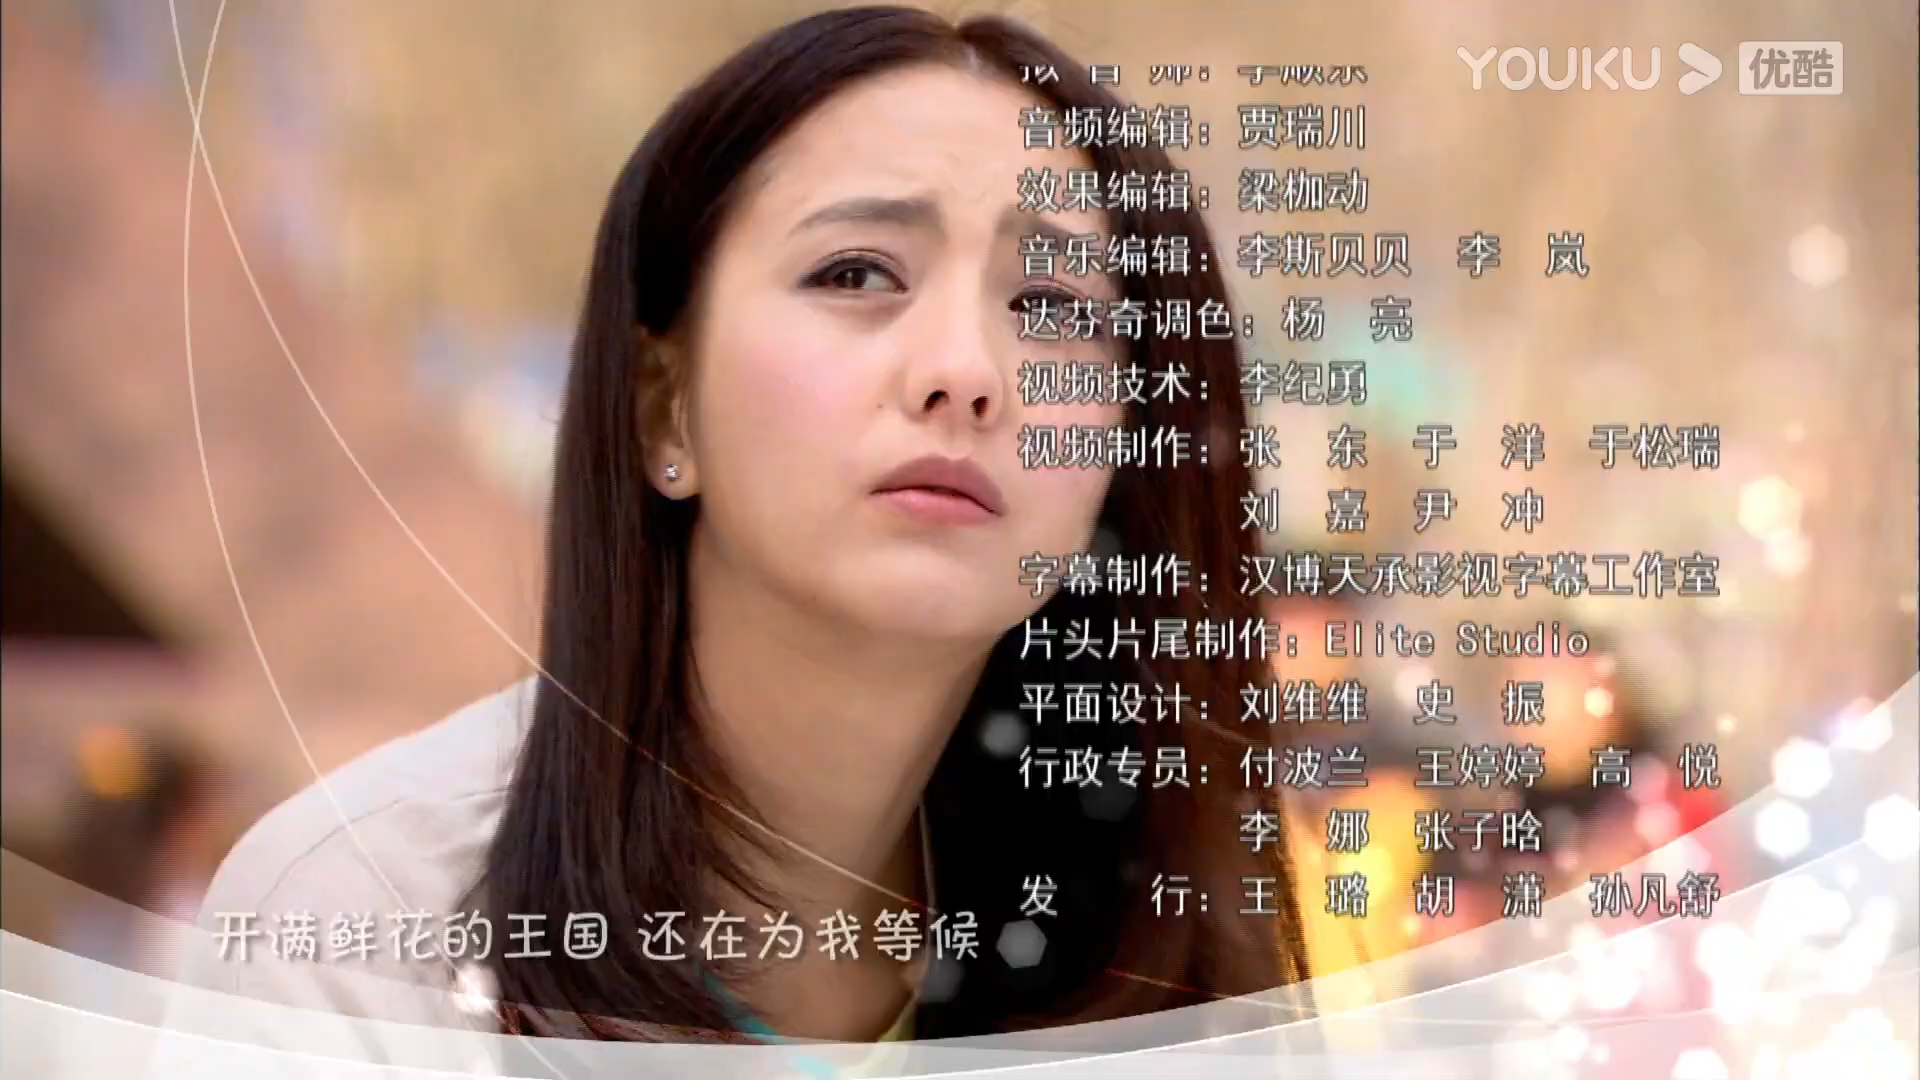 YOUKU 优酷
音频编辑：贾瑞川
效果编辑：梁枷动
音乐编辑：李斯贝贝 李 岚
达芬奇调色：杨 亮
视频技术：李纪勇
视频制作：张 东 于 洋 于松瑞
刘 嘉 尹 冲
字幕制作：汉博天承影视字幕工作室
片头片尾制作：Elite Studio
平面设计：刘维维 史 振
行政专员：付波兰 王婷婷 高 悦
李 娜 张子晗
发 行：王 璐 胡 潇 孙凡舒
开满鲜花的王国 还在为我等候